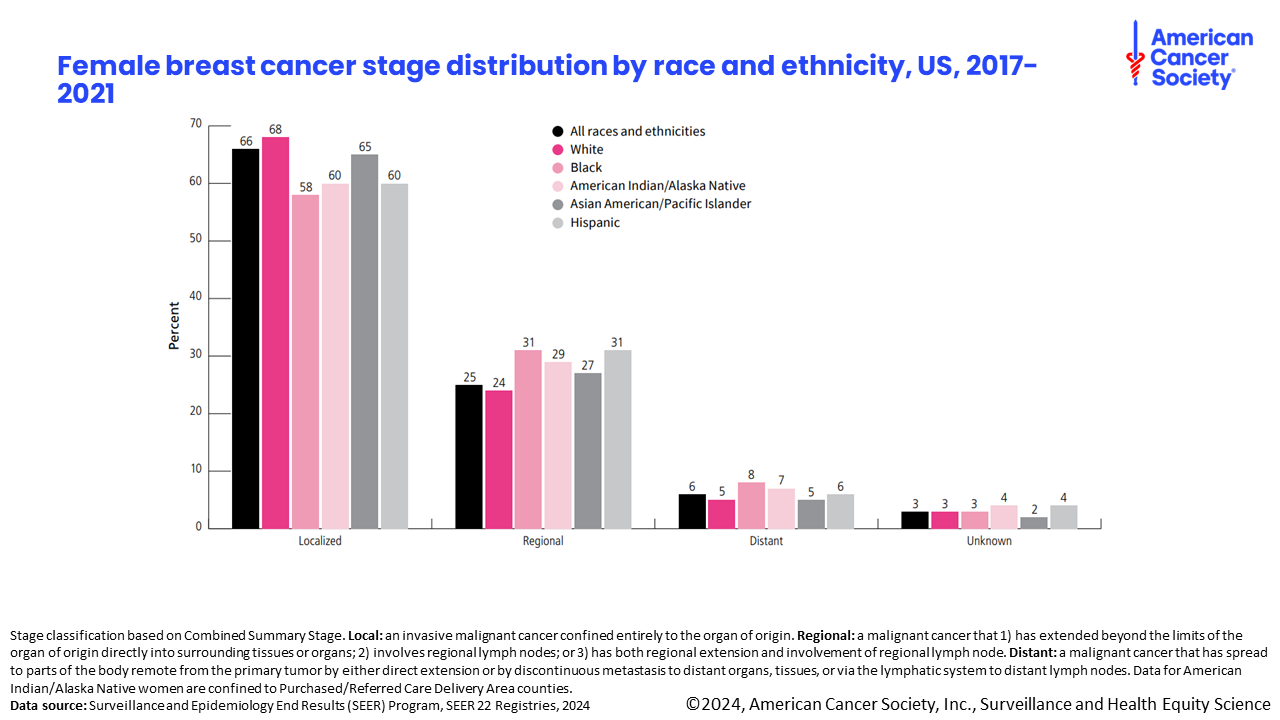 Female breast cancer stage distribution by race and ethnicity, US, 2017-
2021
American
Cancer
Society®
70
60
50
40
30
20
10
0
Percent
All races and ethnicities
White
Black
American Indian/Alaska Native
Asian American/Pacific Islander
Hispanic
66 68 58 60 65 60
25 24 31 29 27 31
6 5 8 7 5 6
3 3 3 4 2 4
Localized Regional Distant Unknown
Stage classification based on Combined Summary Stage. Local: an invasive malignant cancer confined entirely to the organ of origin. Regional: a malignant cancer that 1) has extended beyond the limits of the
organ of origin directly into surrounding tissues or organs; 2) involves regional lymph nodes; or 3) has both regional extension and involvement of regional lymph node. Distant: a malignant cancer that has spread
to parts of the body remote from the primary tumor by either direct extension or by discontinuous metastasis to distant organs, tissues, or via the lymphatic system to distant lymph nodes. Data for American
Indian/Alaska Native women are confined to Purchased/Referred Care Delivery Area counties.
Data source: Surveillance and Epidemiology End Results (SEER) Program, SEER 22 Registries, 2024
©2024, American Cancer Society, Inc., Surveillance and Health Equity Science